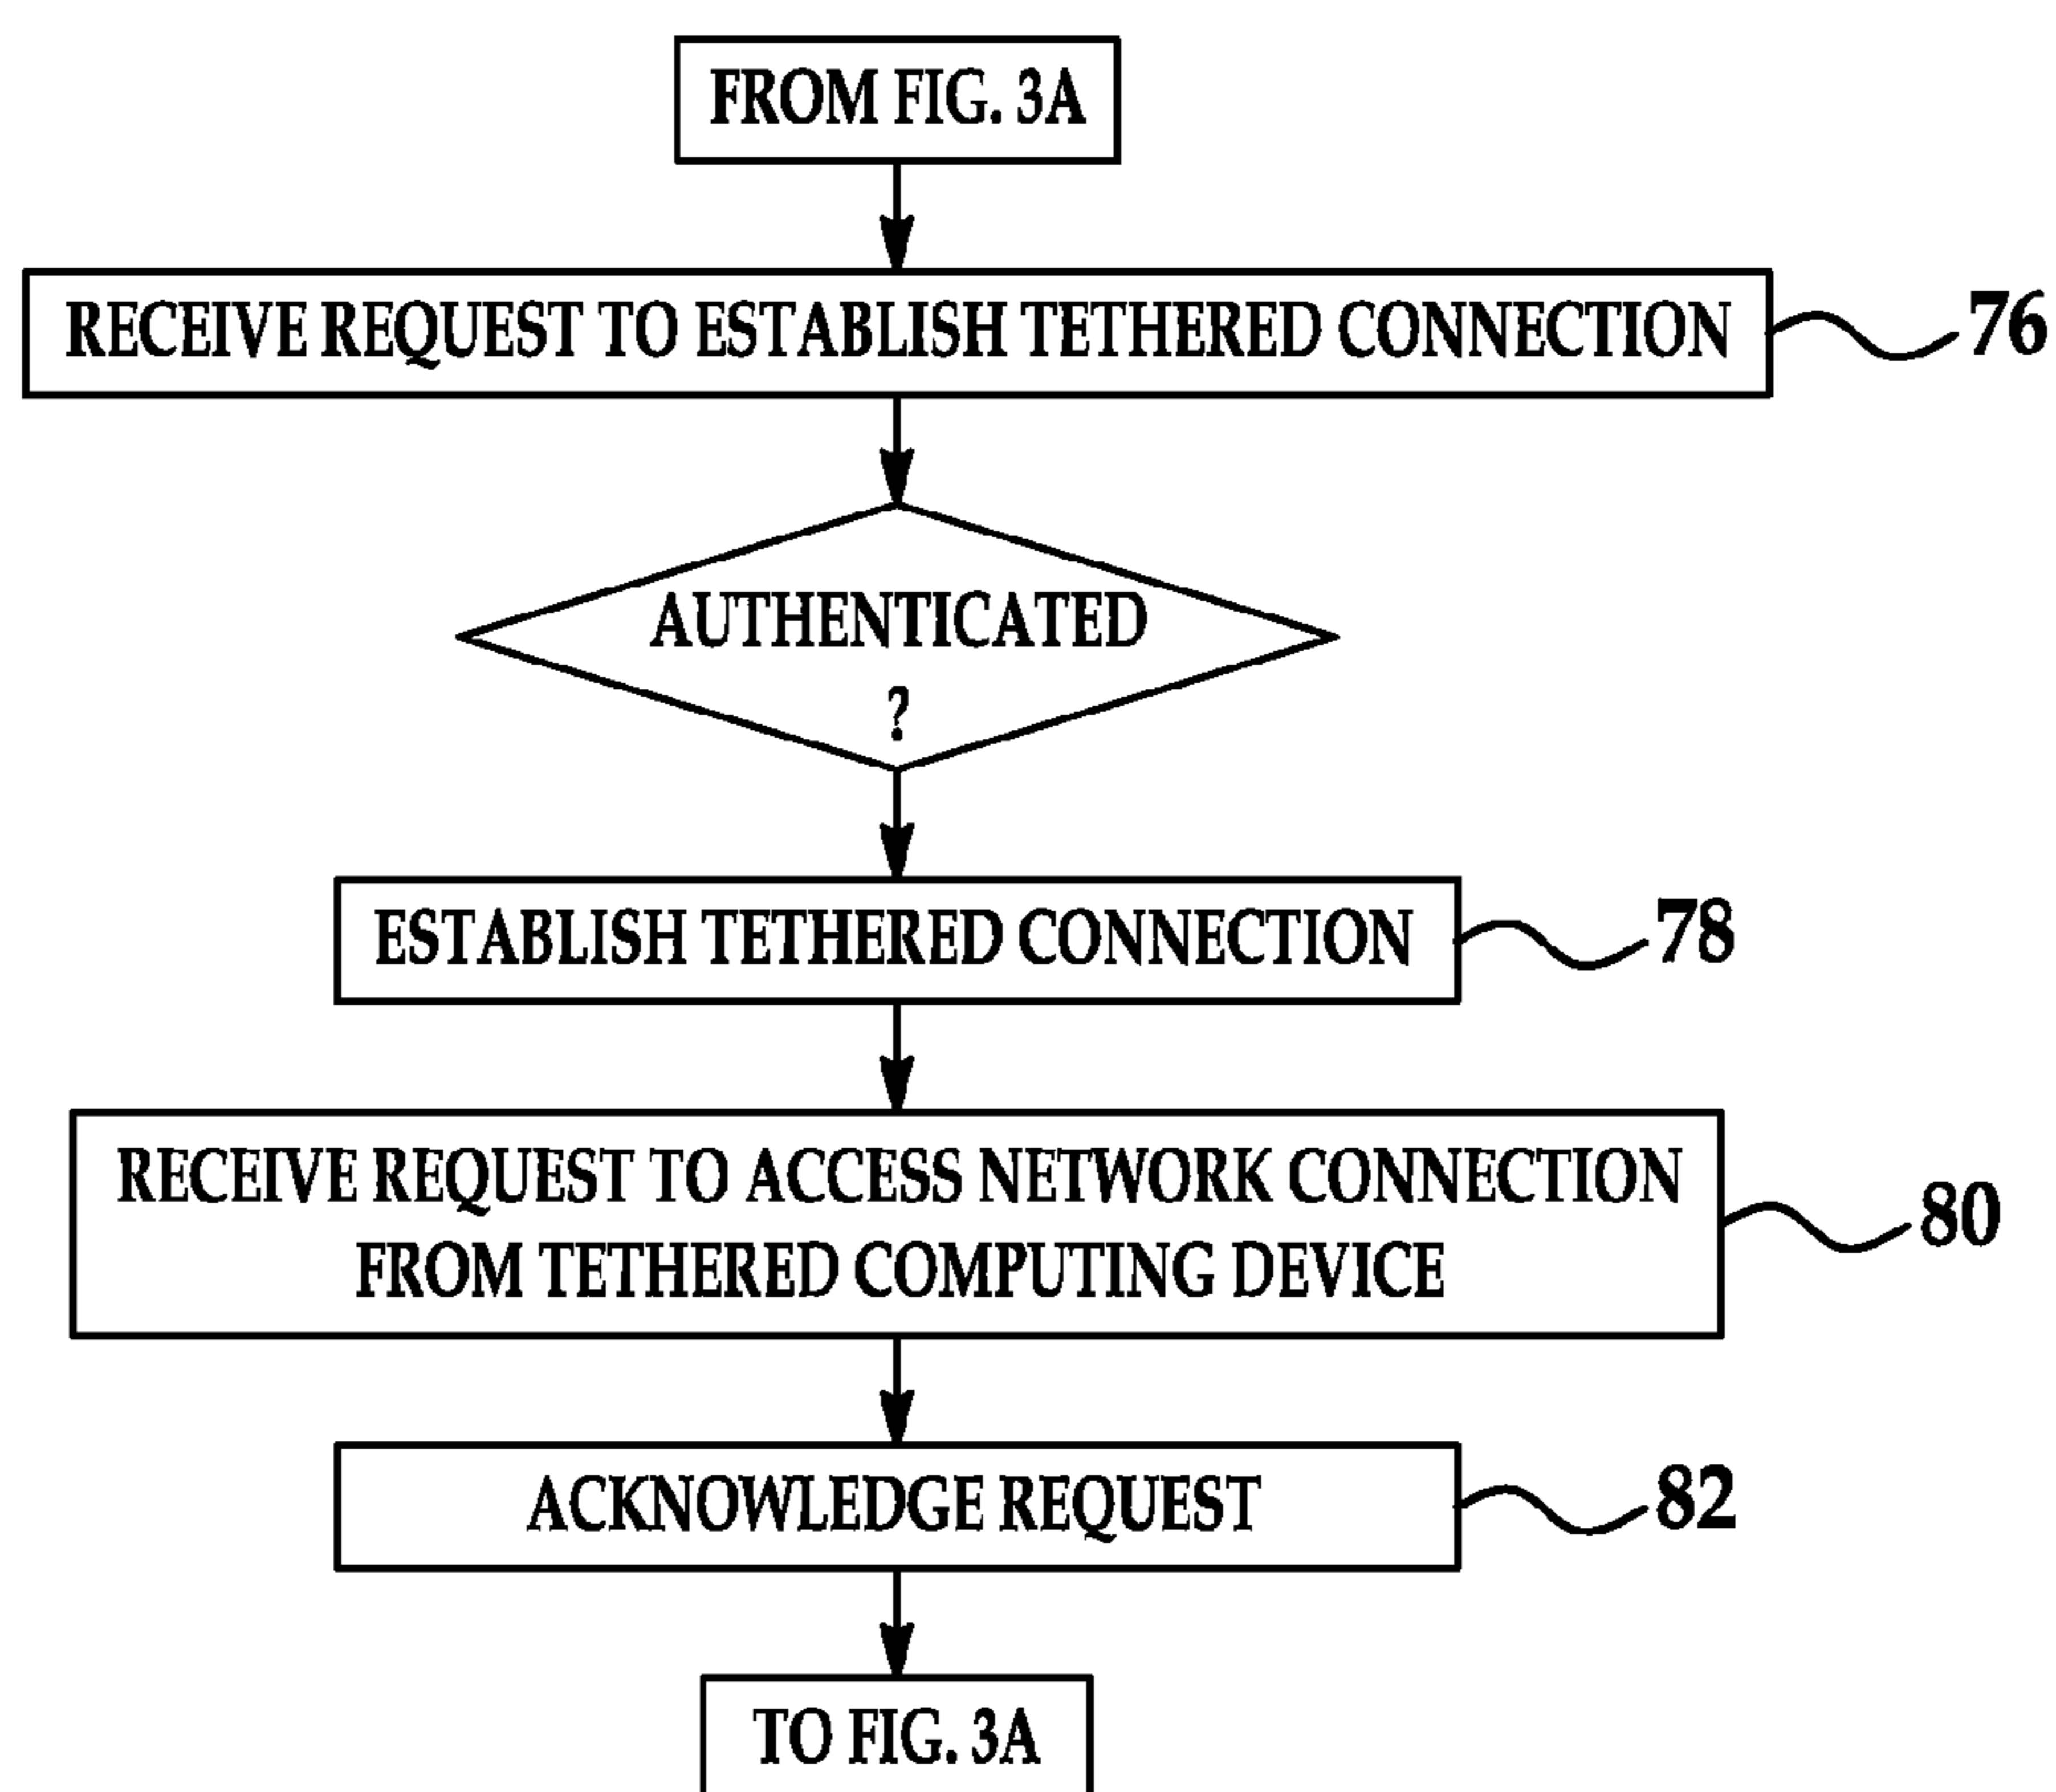 FROM FIG. 3A
RECEIVE REQUEST TO ESTABLISH TETHERED CONNECTION
76
AUTHENTICATED
?
ESTABLISH TETHERED CONNECTION
78
RECEIVE REQUEST TO ACCESS NETWORK CONNECTION
FROM TETHERED COMPUTING DEVICE
80
ACKNOWLEDGE REQUEST
82
TO FIG. 3A